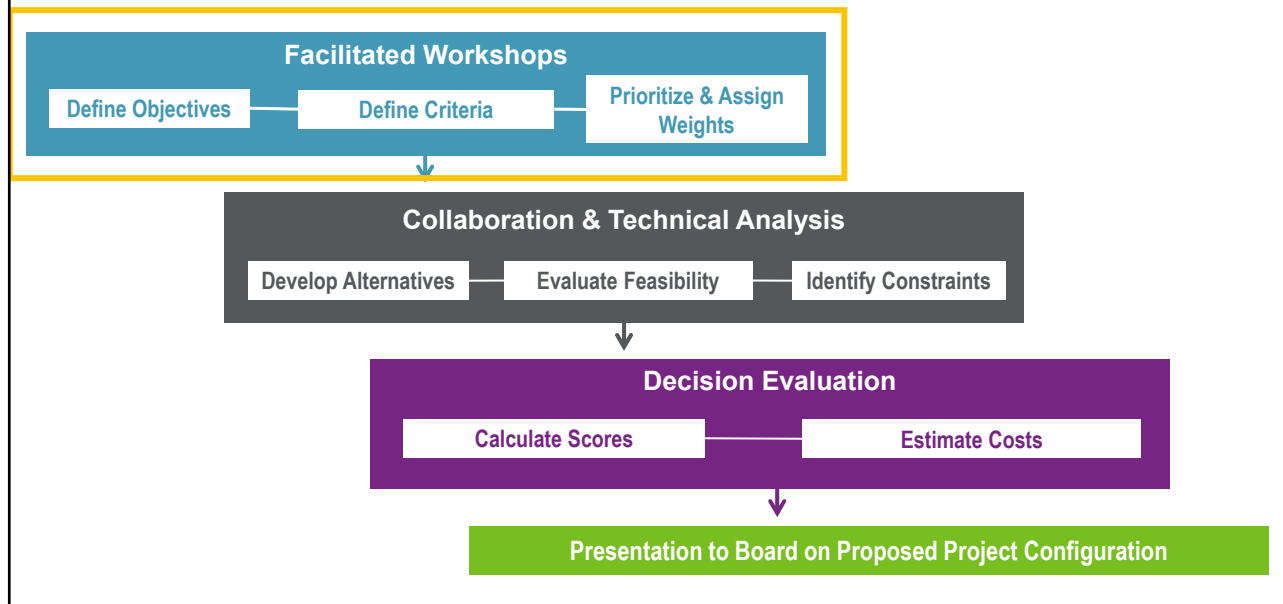 Facilitated Workshops
Define Objectives
Define Criteria
Prioritize & Assign
Weights
Collaboration & Technical Analysis
Develop Alternatives
Evaluate Feasibility
Identify Constraints
Decision Evaluation
Calculate Scores
Estimate Costs
Presentation to Board on Proposed Project Configuration